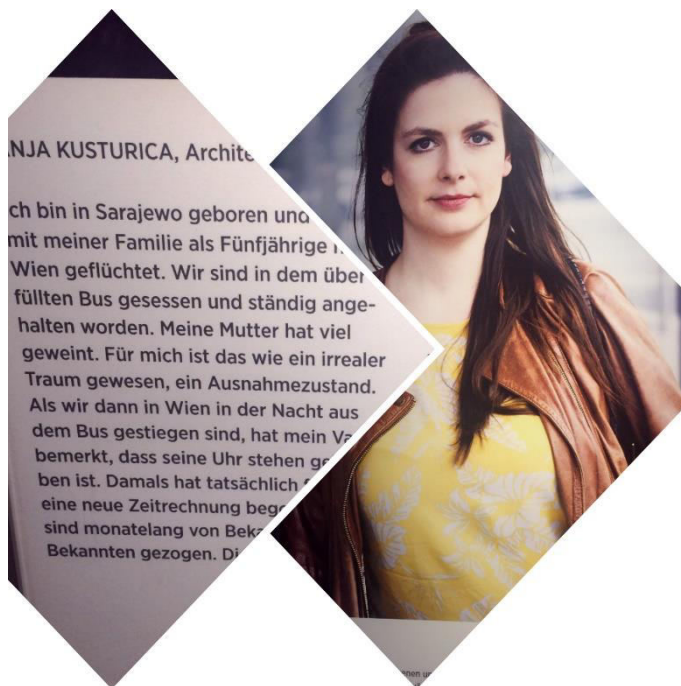 NJA KUSTURICA, Archite
ch bin in Sarajewo geboren und
mit meiner Familie als Fünfjährige
Wien geflüchtet. Wir sind in dem über
füllten Bus gesessen und ständig ange-
halten worden. Meine Mutter hat viel
geweint. Für mich ist das wie ein irrealer
Traum gewesen, ein Ausnahmezustand.
Als wir dann in Wien in der Nacht aus
dem Bus gestiegen sind, hat mein Va
bemerkt, dass seine Uhr stehen ge
ben ist. Damals hat tatsächlich
eine neue Zeitrechnung beg
sind monatelang von Beka
Bekannten gezogen. Di